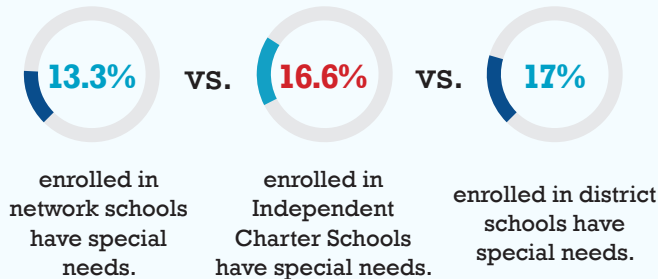 13.3% vs. 16.6% vs. 17%
enrolled in
network schools
have special
needs.
enrolled in
Independent
Charter Schools
have special needs.
enrolled in district
schools have
special needs.